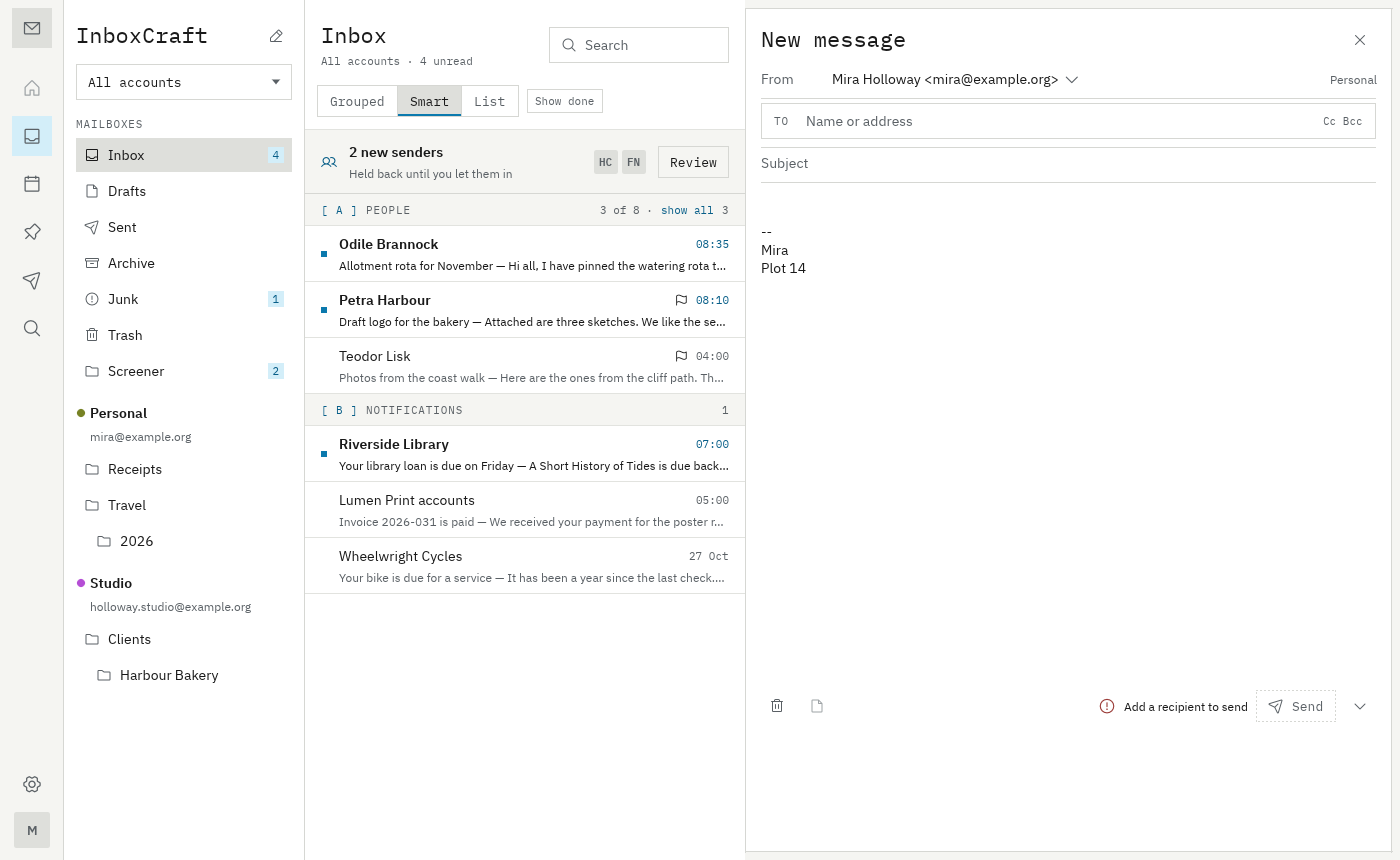 InboxCraft
All accounts
MAILBOXES
Inbox 4
Drafts
Sent
Archive
Junk 1
Trash
Screener 2
Personal
mira@example.org
Receipts
Travel
2026
Studio
holloway.studio@example.org
Clients
Harbour Bakery
M
Inbox
All accounts · 4 unread
Search
Grouped Smart List Show done
2 new senders
Held back until you let them in
HC FN Review
[ A ] PEOPLE 3 of 8 · show all 3
Odile Brannock 08:35
Allotment rota for November — Hi all, I have pinned the watering rota t…
Petra Harbour 08:10
Draft logo for the bakery — Attached are three sketches. We like the se…
Teodor Lisk 04:00
Photos from the coast walk — Here are the ones from the cliff path. Th…
[ B ] NOTIFICATIONS 1
Riverside Library 07:00
Your library loan is due on Friday — A Short History of Tides is due back…
Lumen Print accounts 05:00
Invoice 2026-031 is paid — We received your payment for the poster r…
Wheelwright Cycles 27 Oct
Your bike is due for a service — It has been a year since the last check.…
New message
From Mira Holloway <mira@example.org> Personal
TO Name or address Cc Bcc
Subject
--
Mira
Plot 14
Add a recipient to send Send